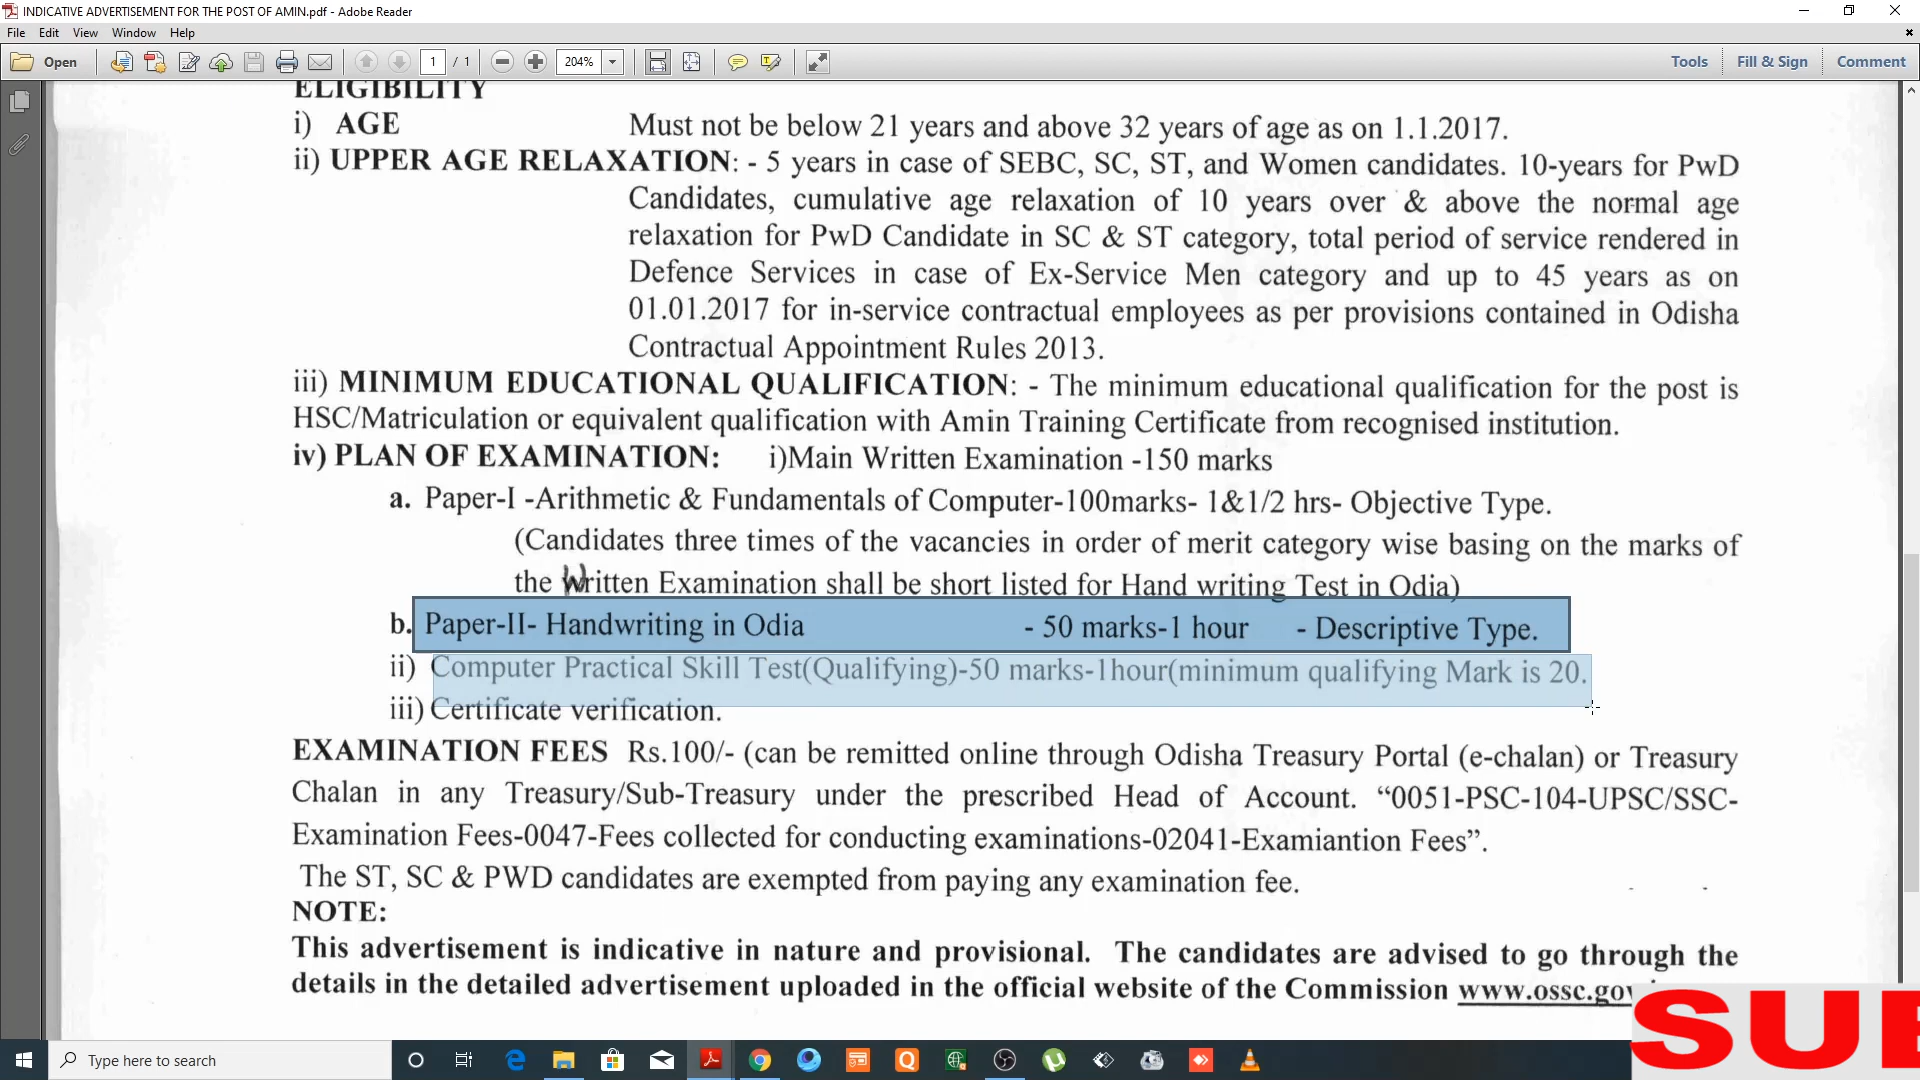 INDICATIVE ADVERTISEMENT FOR THE POST OF AMIN.pdf - Adobe Reader
File Edit View Window Help
Open 1 / 1 204% Tools Fill & Sign Comment
ELIGIBILITY
i) AGE Must not be below 21 years and above 32 years of age as on 1.1.2017.
ii) UPPER AGE RELAXATION: - 5 years in case of SEBC, SC, ST, and Women candidates. 10-years for PwD
Candidates, cumulative age relaxation of 10 years over & above the normal age
relaxation for PwD Candidate in SC & ST category, total period of service rendered in
Defence Services in case of Ex-Service Men category and up to 45 years as on
01.01.2017 for in-service contractual employees as per provisions contained in Odisha
Contractual Appointment Rules 2013.
iii) MINIMUM EDUCATIONAL QUALIFICATION: - The minimum educational qualification for the post is
HSC/Matriculation or equivalent qualification with Amin Training Certificate from recognised institution.
iv) PLAN OF EXAMINATION: i)Main Written Examination -150 marks
a. Paper-I -Arithmetic & Fundamentals of Computer-100marks- 1&1/2 hrs- Objective Type.
(Candidates three times of the vacancies in order of merit category wise basing on the marks of
the Written Examination shall be short listed for Hand writing Test in Odia)
b. Paper-II- Handwriting in Odia - 50 marks-1 hour - Descriptive Type.
ii) Computer Practical Skill Test(Qualifying)-50 marks-1hour(minimum qualifying Mark is 20.
iii) Certificate verification.
EXAMINATION FEES Rs.100/- (can be remitted online through Odisha Treasury Portal (e-chalan) or Treasury
Chalan in any Treasury/Sub-Treasury under the prescribed Head of Account. “0051-PSC-104-UPSC/SSC-
Examination Fees-0047-Fees collected for conducting examinations-02041-Examiantion Fees”.
The ST, SC & PWD candidates are exempted from paying any examination fee.
NOTE:
This advertisement is indicative in nature and provisional. The candidates are advised to go through the
details in the detailed advertisement uploaded in the official website of the Commission www.ossc.gov
SUB
Type here to search